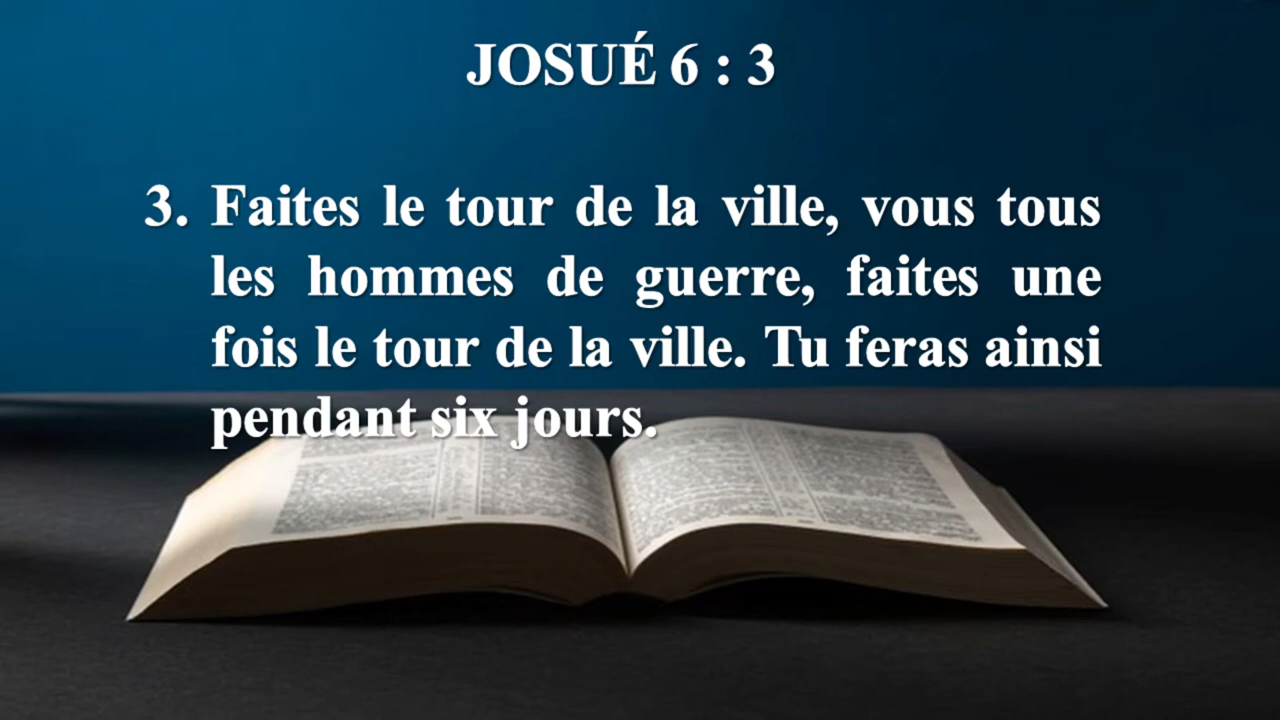 JOSUÉ 6 : 3
3. Faites le tour de la ville, vous tous
les hommes de guerre, faites une
fois le tour de la ville. Tu feras ainsi
pendant six jours.